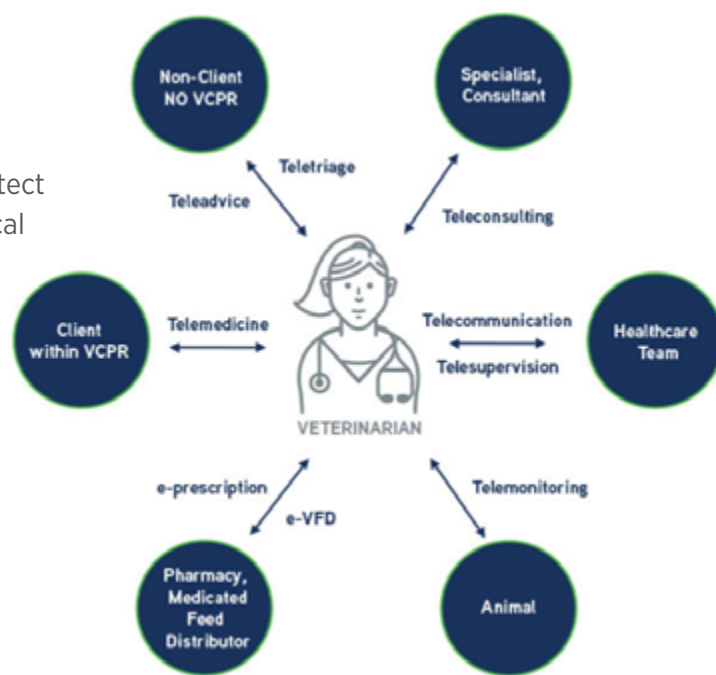 Non-Client
NO VCPR
Specialist,
Consultant
Teletriage
Teleadvice
Teleconsulting
Client
within VCPR
Telemedicine
Telecommunication
Telesupervision
Healthcare
Team
VETERINARIAN
e-prescription
e-VFD
Telemonitoring
Pharmacy,
Medicated
Feed
Distributor
Animal